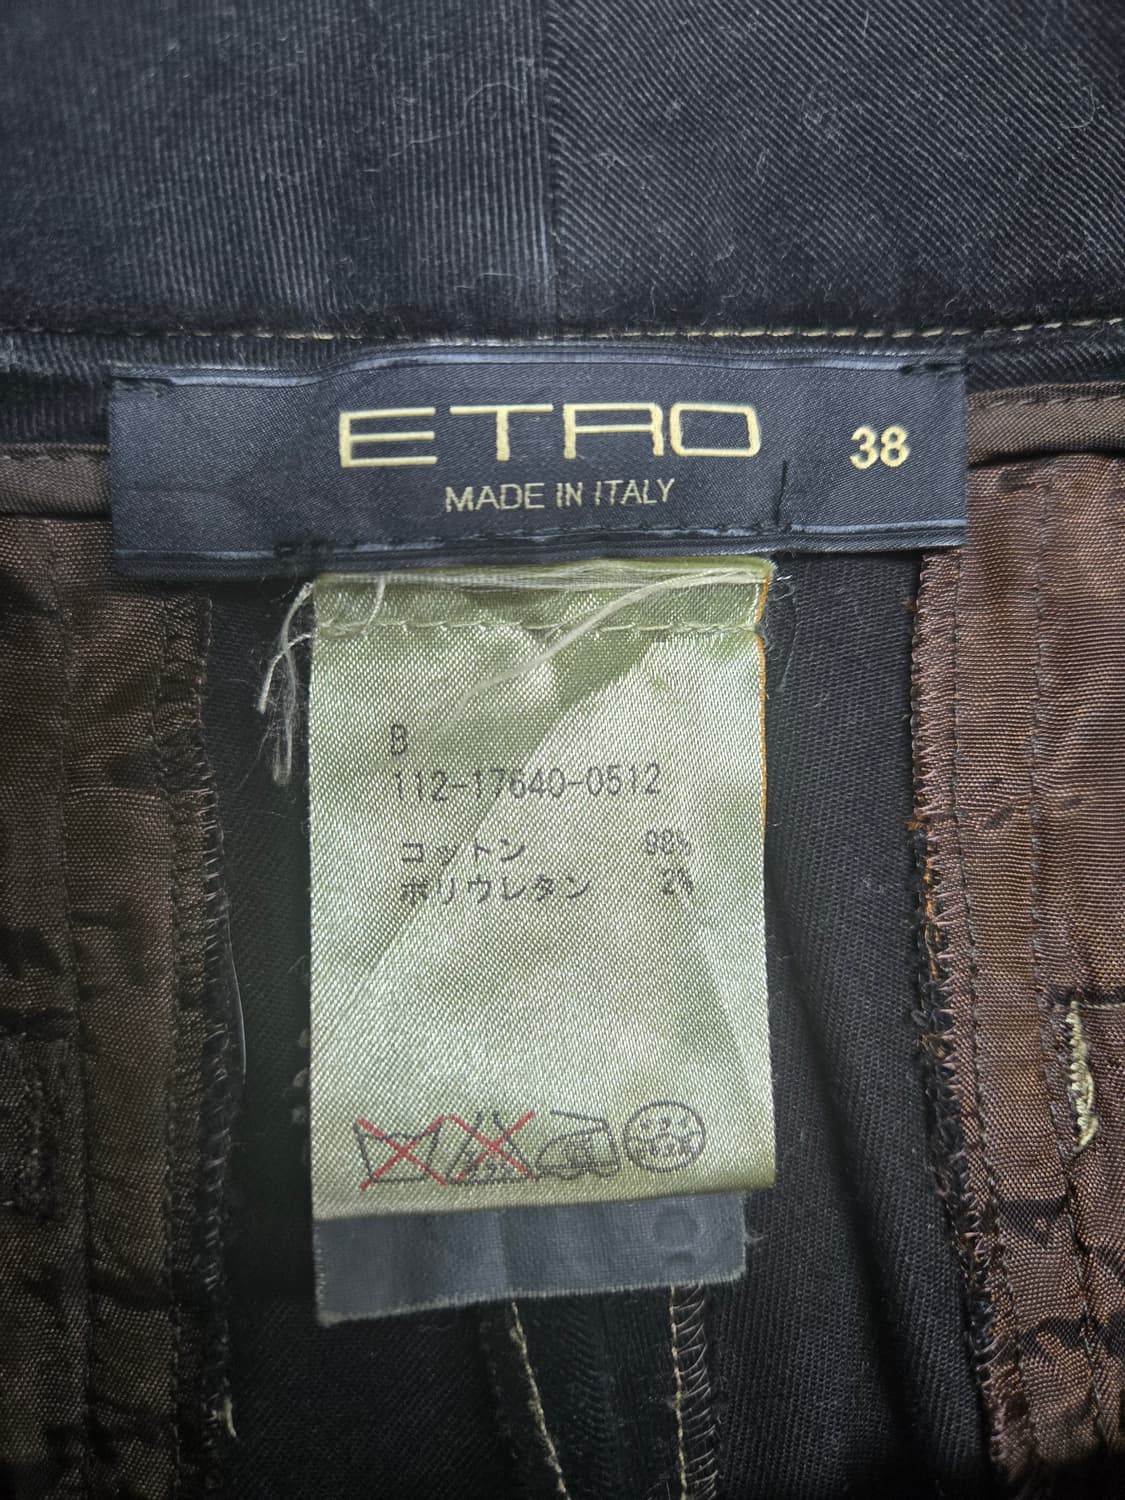 ETRO 38
MADE IN ITALY
B
112-17640-0512
コットン 98%
ポリウレタン 2%